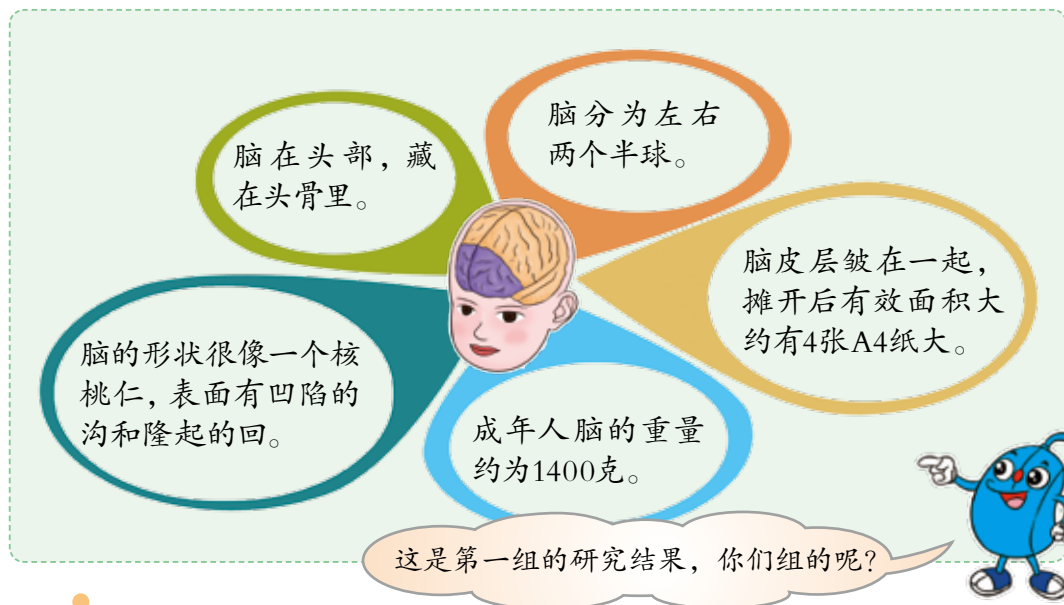 脑在头部，藏
在头骨里。
脑分为左右
两个半球。
脑皮层皱在一起，
摊开后有效面积大
约有4张A4纸大。
脑的形状很像一个核
桃仁，表面有凹陷的
沟和隆起的回。
成年人脑的重量
约为1400克。
这是第一组的研究结果，你们组的呢?